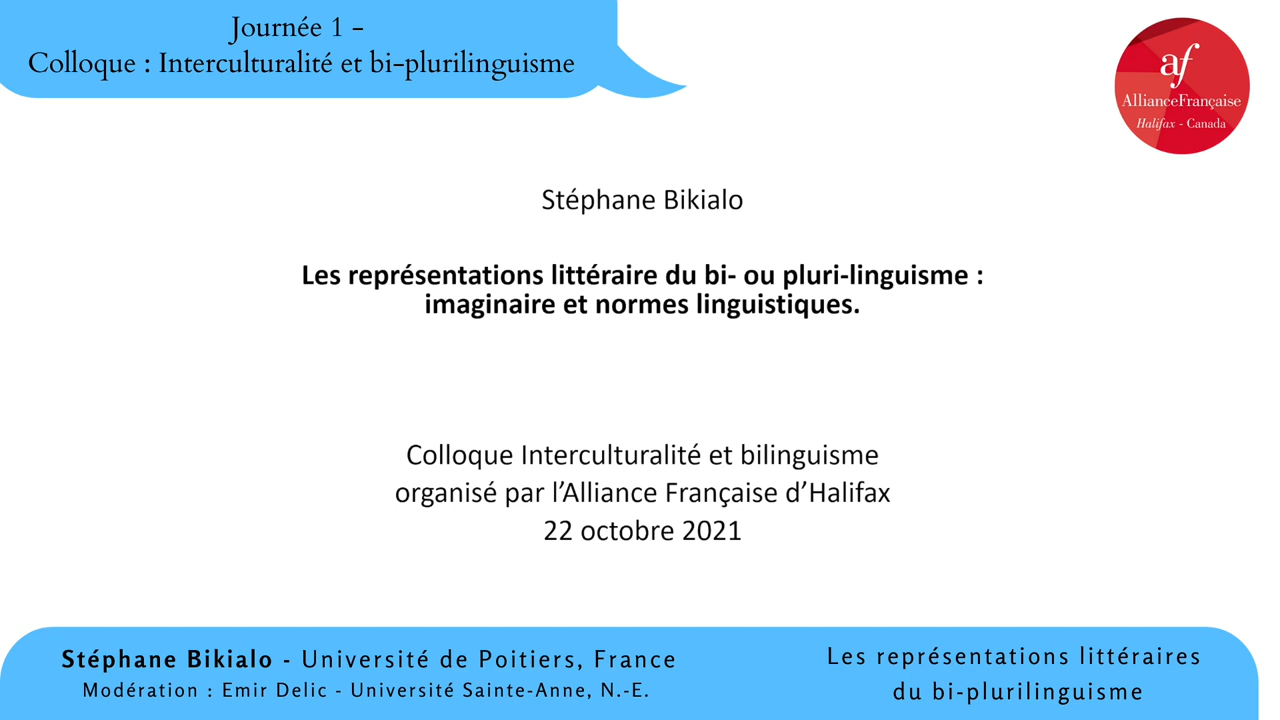 Journée 1 -
Colloque : Interculturalité et bi-plurilinguisme
af
AllianceFrançaise
Halifax - Canada
Stéphane Bikialo
Les représentations littéraire du bi- ou pluri-linguisme :
imaginaire et normes linguistiques.
Colloque Interculturalité et bilinguisme
organisé par l’Alliance Française d’Halifax
22 octobre 2021
Stéphane Bikialo - Université de Poitiers, France
Modération : Emir Delic - Université Sainte-Anne, N.-E.
Les représentations littéraires
du bi-plurilinguisme